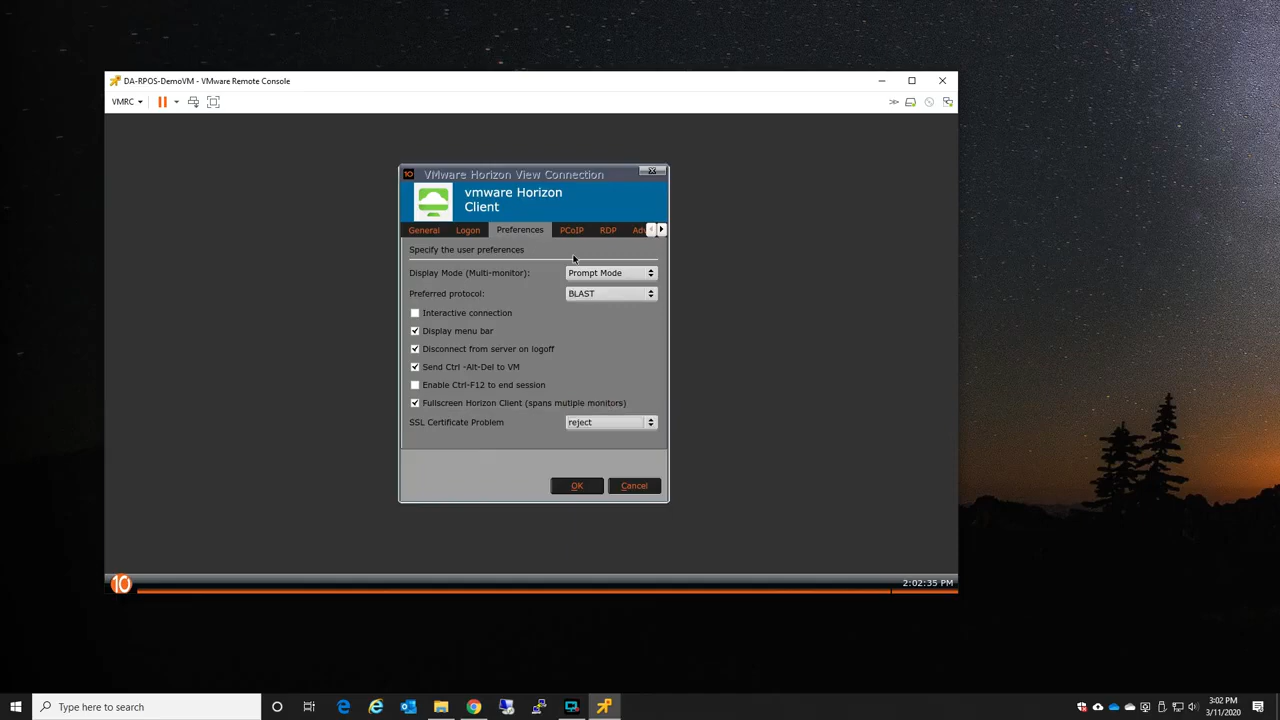 DA-RPOS-DemoVM - VMware Remote Console
VMRC
10 VMware Horizon View Connection
vmware Horizon
Client
General Logon Preferences PCoIP RDP Adv
Specify the user preferences
Display Mode (Multi-monitor): Prompt Mode
Preferred protocol: BLAST
Interactive connection
Display menu bar
Disconnect from server on logoff
Send Ctrl -Alt-Del to VM
Enable Ctrl-F12 to end session
Fullscreen Horizon Client (spans mutiple monitors)
SSL Certificate Problem reject
OK Cancel
10 2:02:35 PM
Type here to search
3:02 PM
3/11/2020